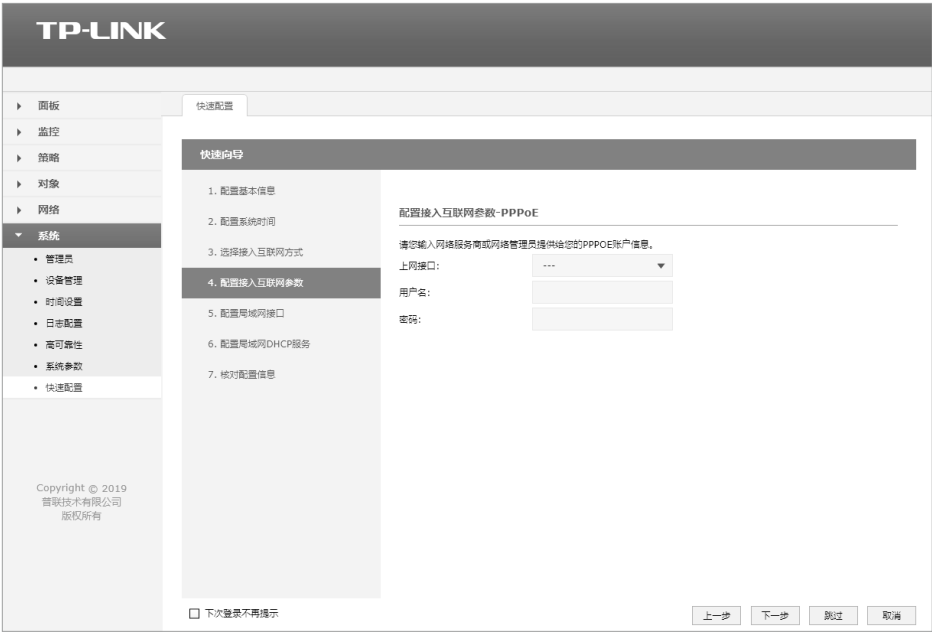 TP-LINK
面板
监控
策略
对象
网络
系统
管理员
设备管理
时间设置
日志配置
高可靠性
系统参数
快速配置
Copyright © 2019
普联技术有限公司
版权所有
快速配置
快速向导
1. 配置基本信息
2. 配置系统时间
3. 选择接入互联网方式
4. 配置接入互联网参数
5. 配置局域网接口
6. 配置局域网DHCP服务
7. 核对配置信息
配置接入互联网参数-PPPoE
请您输入网络服务商或网络管理员提供给您的PPPOE账户信息。
上网接口: ---
用户名:
密码:
下次登录不再提示
上一步 下一步 跳过 取消